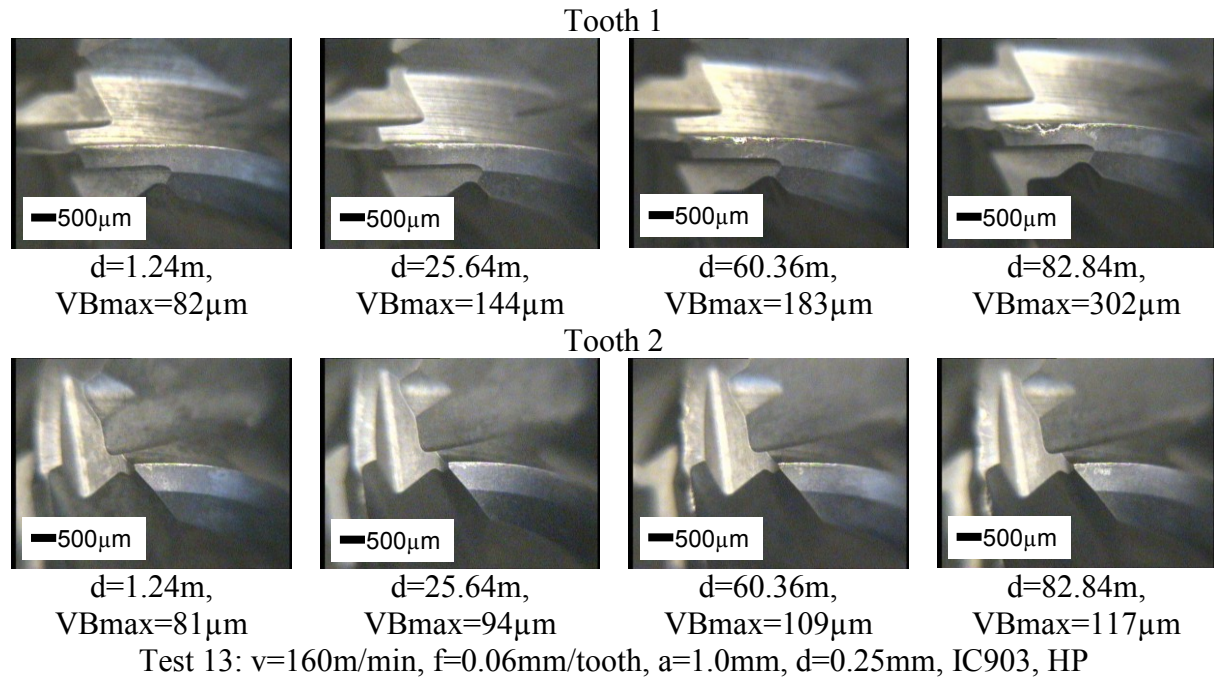 Tooth 1
500µm 500µm 500µm 500µm
d=1.24m, d=25.64m, d=60.36m, d=82.84m,
VBmax=82µm VBmax=144µm VBmax=183µm VBmax=302µm
Tooth 2
500µm 500µm 500µm 500µm
d=1.24m, d=25.64m, d=60.36m, d=82.84m,
VBmax=81µm VBmax=94µm VBmax=109µm VBmax=117µm
Test 13: v=160m/min, f=0.06mm/tooth, a=1.0mm, d=0.25mm, IC903, HP